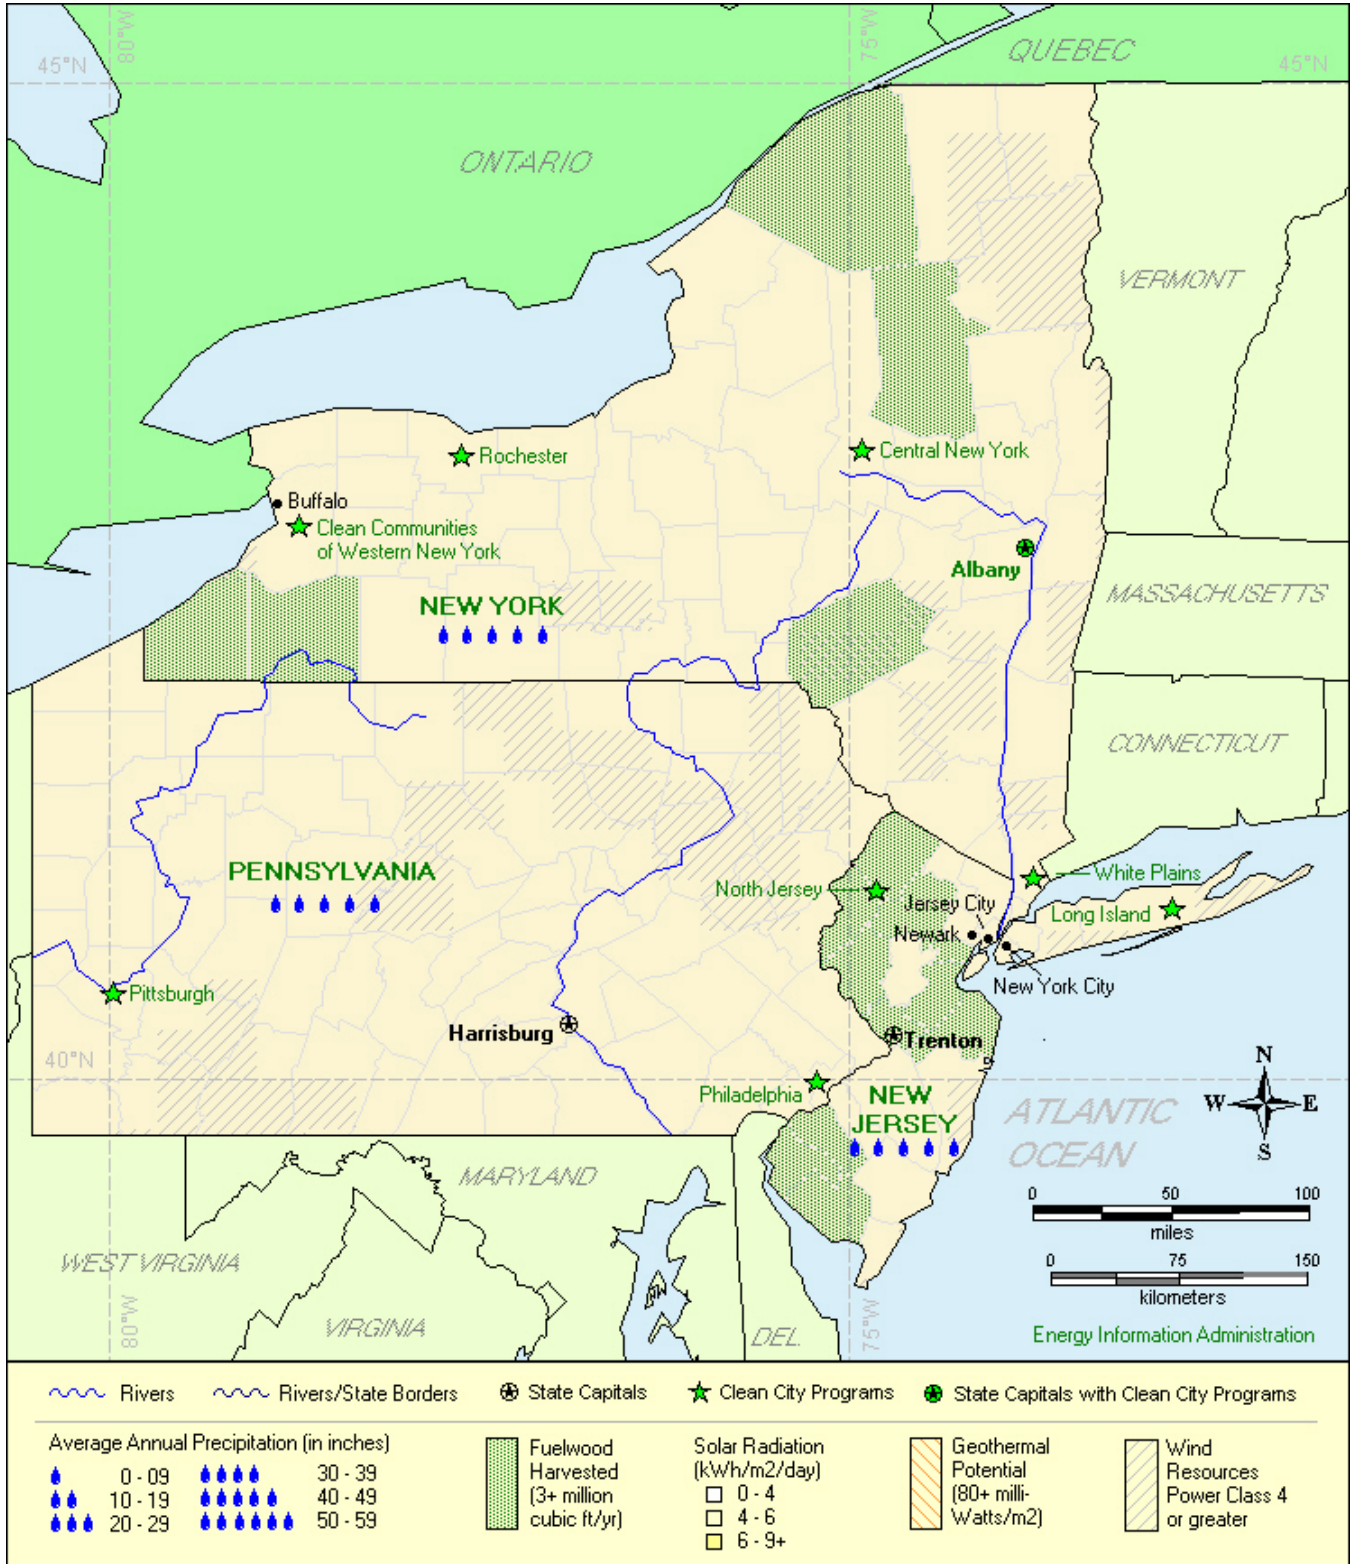 80°W
75°W
QUEBEC
45°N
45°N
ONTARIO
VERMONT
Rochester
Central New York
Buffalo
Clean Communities
of Western New York
Albany
NEW YORK
MASSACHUSETTS
CONNECTICUT
PENNSYLVANIA
North Jersey
White Plains
Jersey City
Long Island
Newark
New York City
Pittsburgh
Harrisburg
Trenton
40°N
Philadelphia
NEW
JERSEY
ATLANTIC
OCEAN
N
W
E
S
MARYLAND
0 50 100
miles
WEST VIRGINIA
0 75 150
kilometers
VIRGINIA
DEL.
80°W
75°W
Energy Information Administration
Rivers
Rivers/State Borders
State Capitals
Clean City Programs
State Capitals with Clean City Programs
Average Annual Precipitation (in inches)
0 - 09
10 - 19
20 - 29
30 - 39
40 - 49
50 - 59
Fuelwood
Harvested
(3+ million
cubic ft/yr)
Solar Radiation
(kWh/m2/day)
0 - 4
4 - 6
6 - 9+
Geothermal
Potential
(80+ milli-
Watts/m2)
Wind
Resources
Power Class 4
or greater